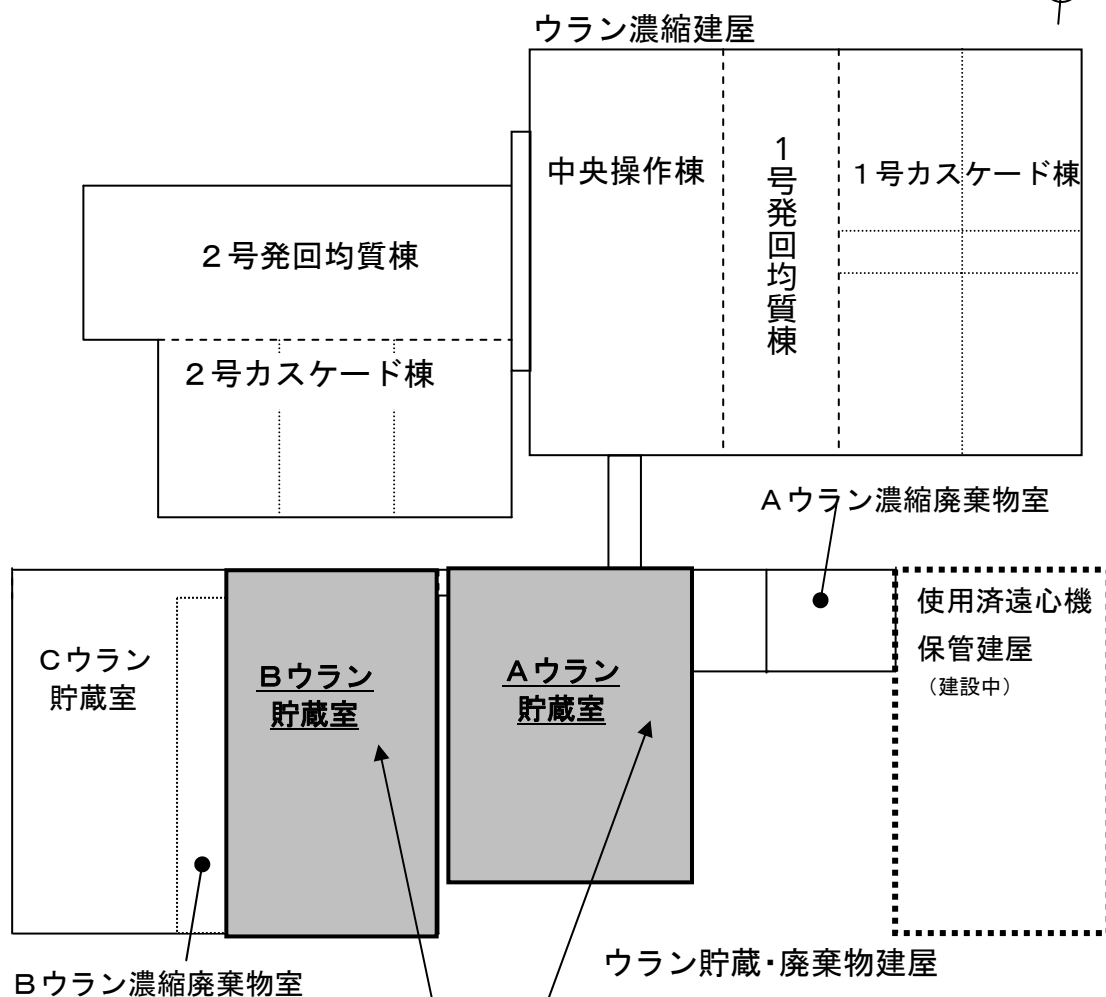 ウラン濃縮建屋
中央操作棟
1号発回均質棟
１号カスケード棟
２号発回均質棟
２号カスケード棟
Ａウラン濃縮廃棄物室
使用済遠心機
保管建屋
（建設中）
Ｃウラン
貯蔵室
Ｂウラン
貯蔵室
Ａウラン
貯蔵室
ウラン貯蔵・廃棄物建屋
Ｂウラン濃縮廃棄物室